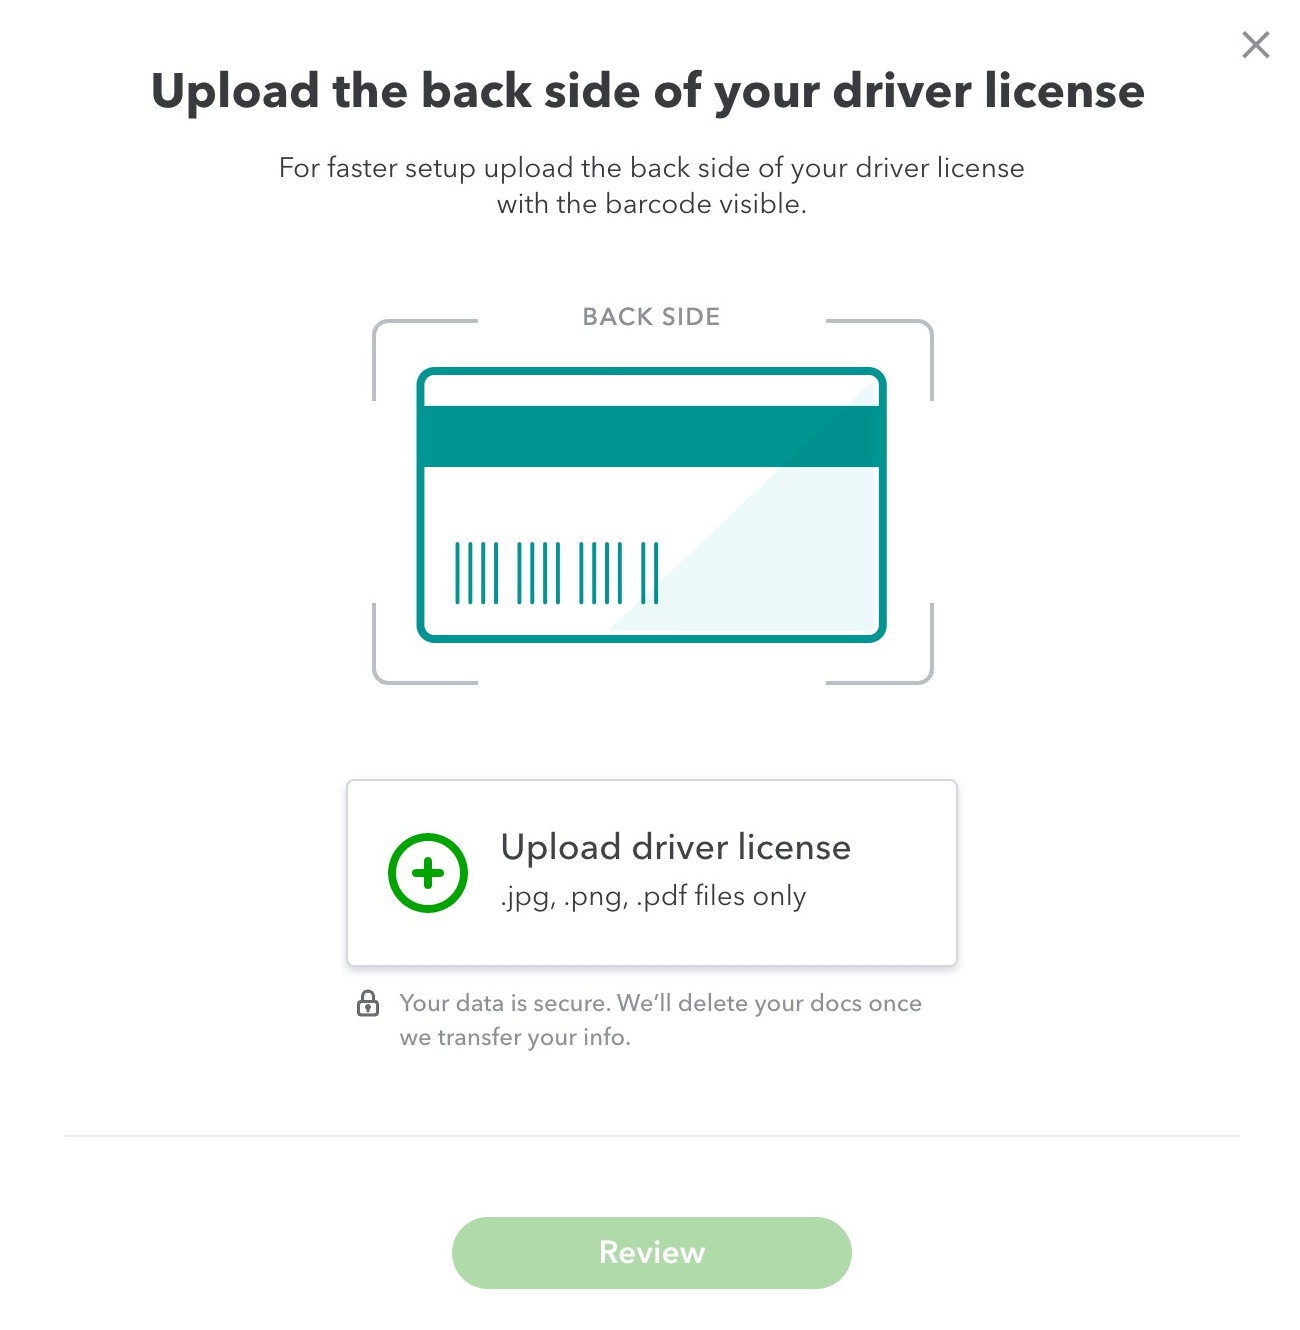 Upload the back side of your driver license
For faster setup upload the back side of your driver license
with the barcode visible.
BACK SIDE
Upload driver license
.jpg, .png, .pdf files only
Your data is secure. We’ll delete your docs once
we transfer your info.
Review